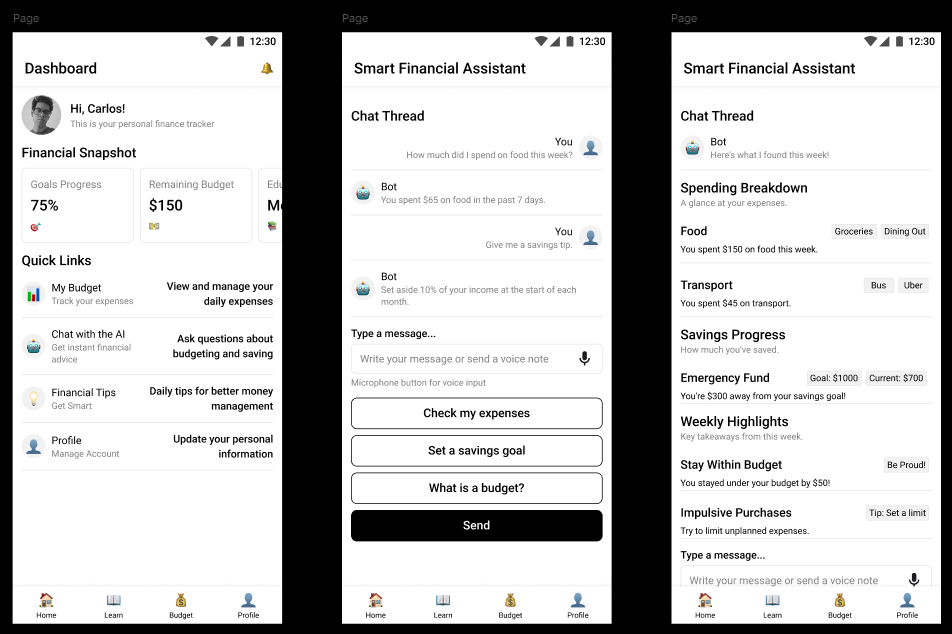 Page
12:30
Dashboard
Hi, Carlos!
This is your personal finance tracker
Financial Snapshot
Goals Progress
75%
Remaining Budget
$150
Quick Links
My Budget
Track your expenses
View and manage your
daily expenses
Chat with the AI
Get instant financial
advice
Ask questions about
budgeting and saving
Financial Tips
Get Smart
Daily tips for better money
management
Profile
Manage Account
Update your personal
information
Home
Learn
Budget
Profile
Page
12:30
Smart Financial Assistant
Chat Thread
You
How much did I spend on food this week?
Bot
You spent $65 on food in the past 7 days.
You
Give me a savings tip.
Bot
Set aside 10% of your income at the start of each
month.
Type a message...
Write your message or send a voice note
Microphone button for voice input
Check my expenses
Set a savings goal
What is a budget?
Send
Home
Learn
Budget
Profile
Page
12:30
Smart Financial Assistant
Chat Thread
Bot
Here's what I found this week!
Spending Breakdown
A glance at your expenses.
Food
Groceries
Dining Out
You spent $150 on food this week.
Transport
Bus
Uber
You spent $45 on transport.
Savings Progress
How much you've saved.
Emergency Fund
Goal: $1000
Current: $700
You're $300 away from your savings goal!
Weekly Highlights
Key takeaways from this week.
Stay Within Budget
Be Proud!
You stayed under your budget by $50!
Impulsive Purchases
Tip: Set a limit
Try to limit unplanned expenses.
Type a message...
Write your message or send a voice note
Home
Learn
Budget
Profile